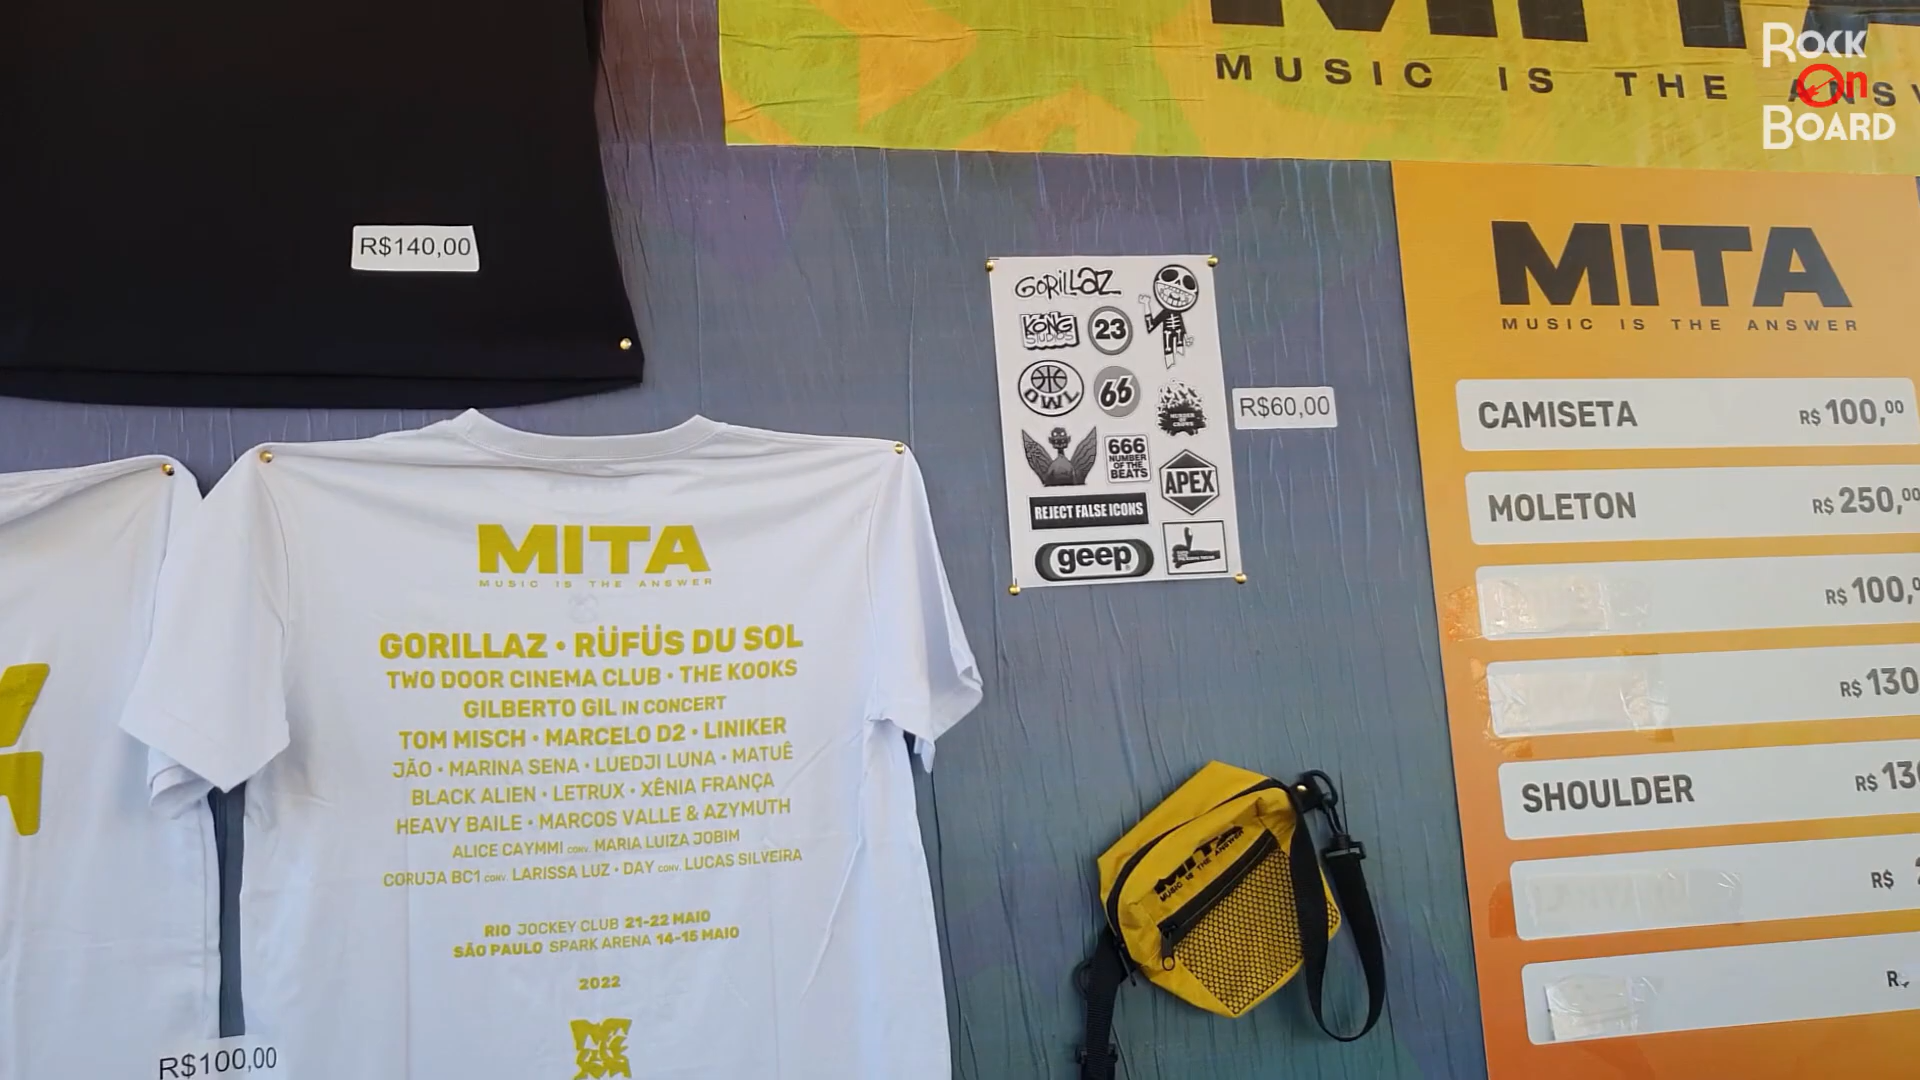 MITA
MUSIC IS THE ANSW
ROCK
On
BOARD
R$140,00
GORILLAZ
KONG
STUDIOS
23
OWL
66
666
NUMBER
OF THE
BEATS
APEX
REJECT FALSE ICONS
geep
R$60,00
MITA
MUSIC IS THE ANSWER
CAMISETA R$ 100,00
MOLETON R$ 250,00
R$ 100,0
R$ 130
SHOULDER R$ 130
R$
R$
MITA
MUSIC IS THE ANSWER
GORILLAZ • RÜFÜS DU SOL
TWO DOOR CINEMA CLUB • THE KOOKS
GILBERTO GIL IN CONCERT
TOM MISCH • MARCELO D2 • LINIKER
JÃO • MARINA SENA • LUEDJI LUNA • MATUÊ
BLACK ALIEN • LETRUX • XÊNIA FRANÇA
HEAVY BAILE • MARCOS VALLE & AZYMUTH
ALICE CAYMMI CONV. MARIA LUIZA JOBIM
CORUJA BC1 CONV. LARISSA LUZ • DAY CONV. LUCAS SILVEIRA
RIO JOCKEY CLUB 21-22 MAIO
SÃO PAULO SPARK ARENA 14-15 MAIO
2022
R$100,00
MITA
MUSIC IS THE ANSWER